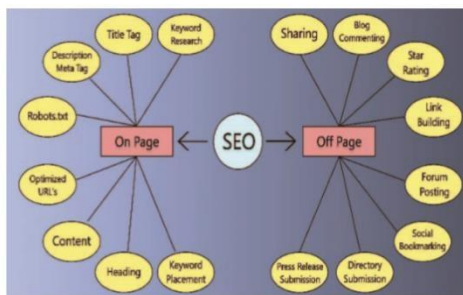 Title Tag
Keyword
Research
Description
Meta Tag
Robots.txt
On Page
Optimized
URL's
Content
Heading
Keyword
Placement
SEO
Sharing
Blog
Commenting
Star
Rating
Link
Building
Off Page
Forum
Posting
Social
Bookmarking
Directory
Submission
Press Release
Submission